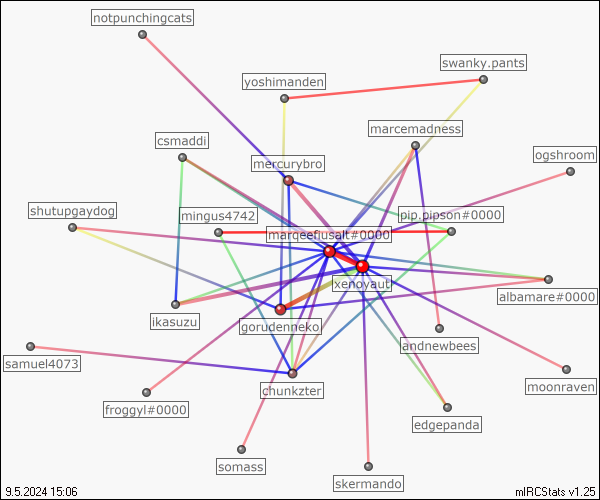 notpunchingcats
swanky.pants
yoshimanden
marcemadness
csmaddi
ogshroom
mercurybro
shutupgaydog
mingus4742
pip.pipson#0000
margeefjusalt#0000
xenoyaut
albamare#0000
ikasuzu
gorudenneko
andnewbees
samuel4073
chunkzter
moonraven
froggyl#0000
edgepanda
somass
skermando
9.5.2024 15:06
mIRCStats v1.25